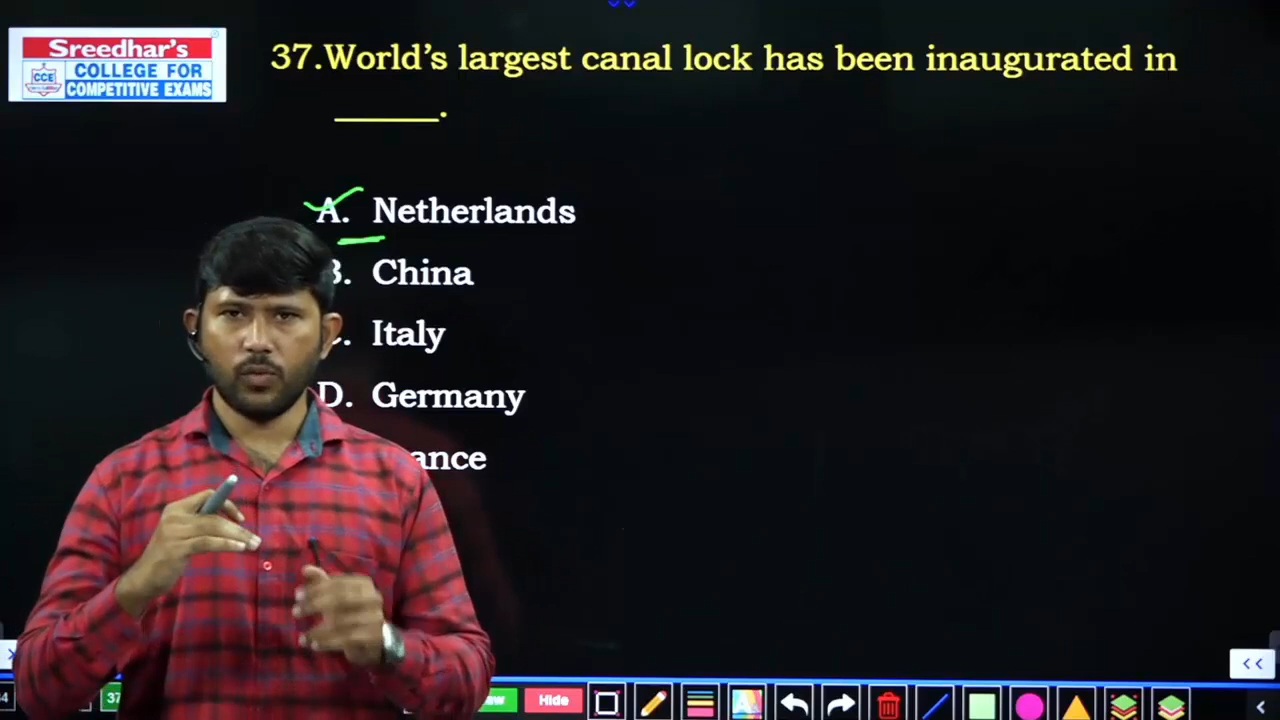 Sreedhar's
CCE
COLLEGE FOR
COMPETITIVE EXAMS
37.World's largest canal lock has been inaugurated in
______.
A. Netherlands
B. China
C. Italy
D. Germany
ance
37
Hide